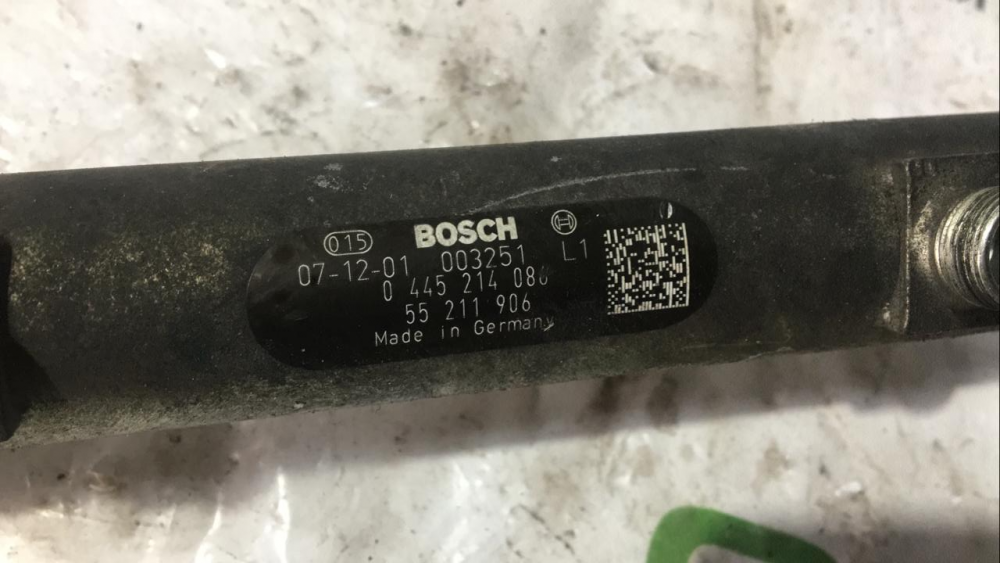 015 BOSCH
07-12-01 003251 L1
0 445 214 086
55 211 906
Made in Germany